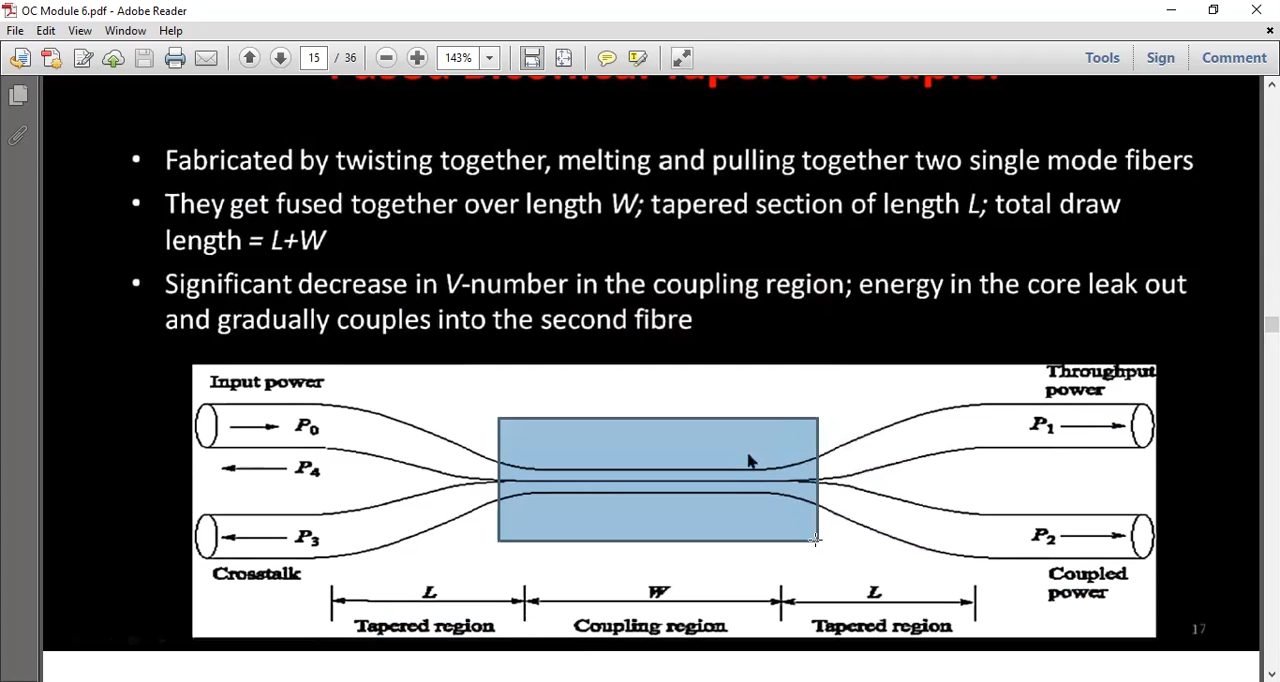 OC Module 6.pdf - Adobe Reader
File Edit View Window Help
15 / 36 143% Tools Sign Comment
Tapered Coupler
• Fabricated by twisting together, melting and pulling together two single mode fibers
• They get fused together over length W; tapered section of length L; total draw
length = L+W
• Significant decrease in V-number in the coupling region; energy in the core leak out
and gradually couples into the second fibre
Input power
Throughput
power
P0
P1
P4
P3
P2
Crosstalk
Coupled
power
L W L
Tapered region Coupling region Tapered region
17